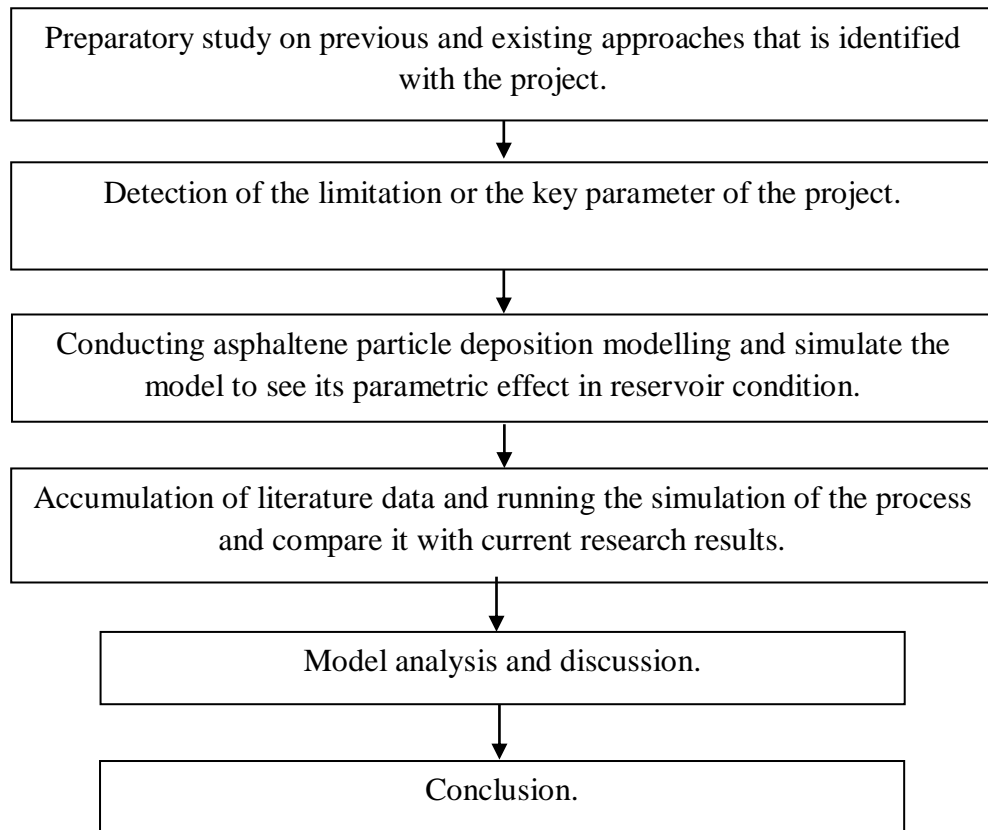 Preparatory study on previous and existing approaches that is identified
with the project.
Detection of the limitation or the key parameter of the project.
Conducting asphaltene particle deposition modelling and simulate the
model to see its parametric effect in reservoir condition.
Accumulation of literature data and running the simulation of the process
and compare it with current research results.
Model analysis and discussion.
Conclusion.